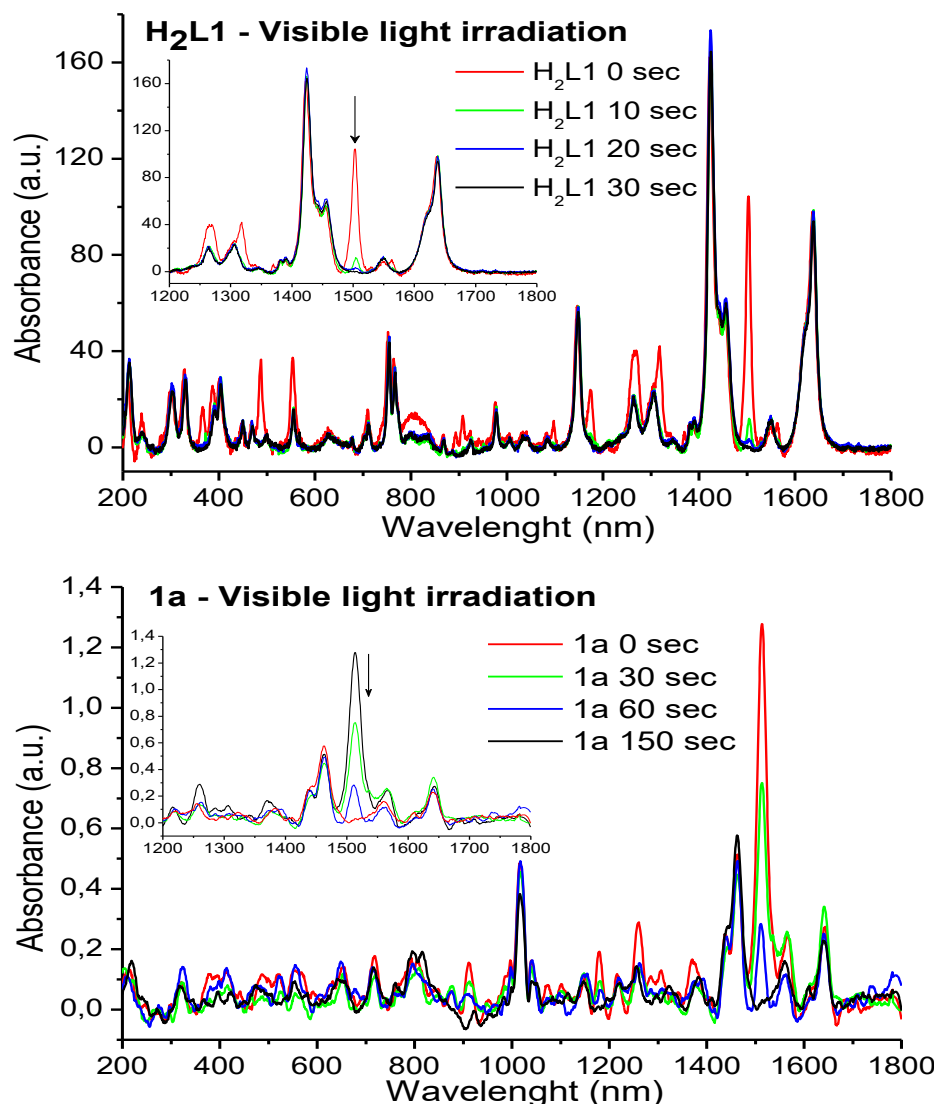 H₂L1 - Visible light irradiation
H₂L1 0 sec
H₂L1 10 sec
H₂L1 20 sec
H₂L1 30 sec
160
120
80
40
0
Absorbance (a.u.)
160
120
80
40
0
1200 1300 1400 1500 1600 1700 1800
200 400 600 800 1000 1200 1400 1600 1800
Wavelenght (nm)
1a - Visible light irradiation
1a 0 sec
1a 30 sec
1a 60 sec
1a 150 sec
1,4
1,2
1,0
0,8
0,6
0,4
0,2
0,0
Absorbance (a.u.)
1,4
1,2
1,0
0,8
0,6
0,4
0,2
0,0
1200 1300 1400 1500 1600 1700 1800
200 400 600 800 1000 1200 1400 1600 1800
Wavelenght (nm)